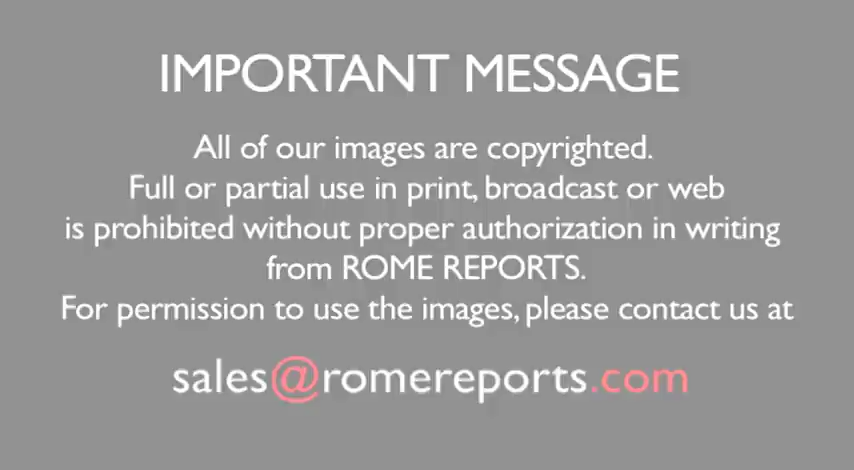 IMPORTANT MESSAGE
All of our images are copyrighted.
Full or partial use in print, broadcast or web
is prohibited without proper authorization in writing
from ROME REPORTS.
For permission to use the images, please contact us at
sales@romereports.com